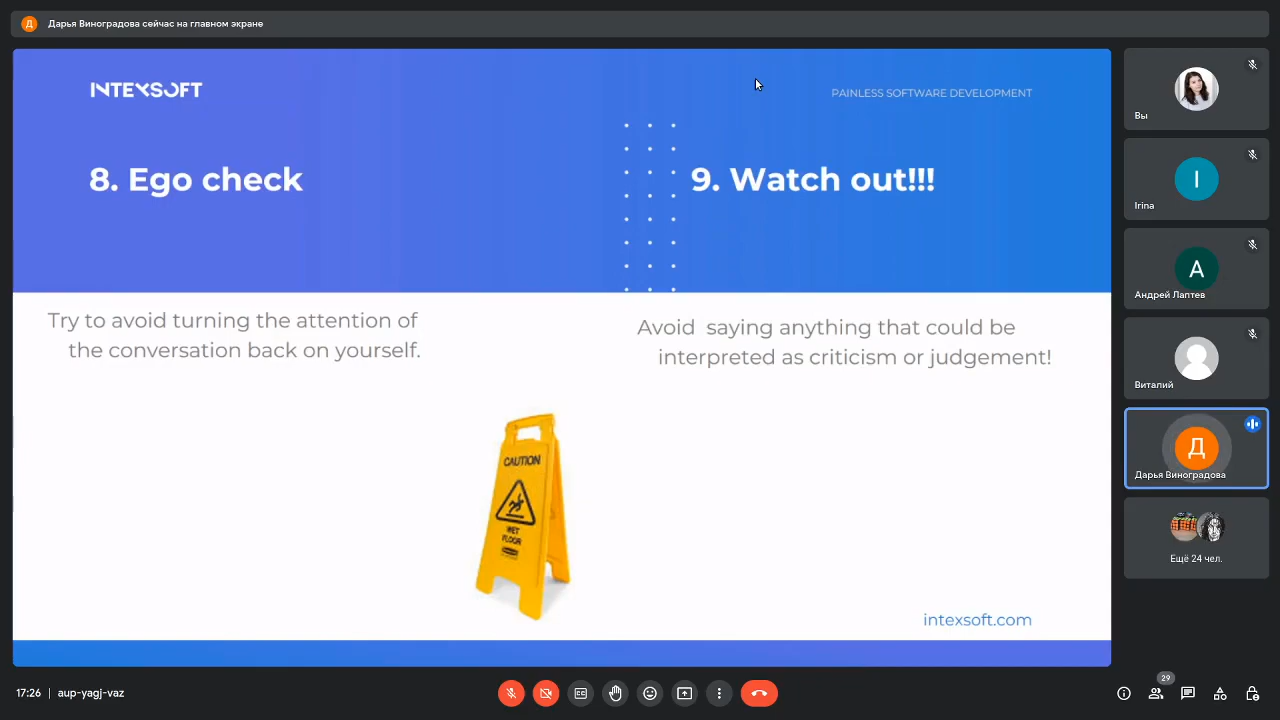 Д Дарья Виноградова сейчас на главном экране
INTEXSOFT
PAINLESS SOFTWARE DEVELOPMENT
8. Ego check
9. Watch out!!!
Try to avoid turning the attention of
the conversation back on yourself.
Avoid saying anything that could be
interpreted as criticism or judgement!
CAUTION
WET
FLOOR
intexsoft.com
Вы
I
Irina
А
Андрей Лаптев
Виталий
Д
Дарья Виноградова
Ещё 24 чел.
17:26 | aup-yagj-vaz
29